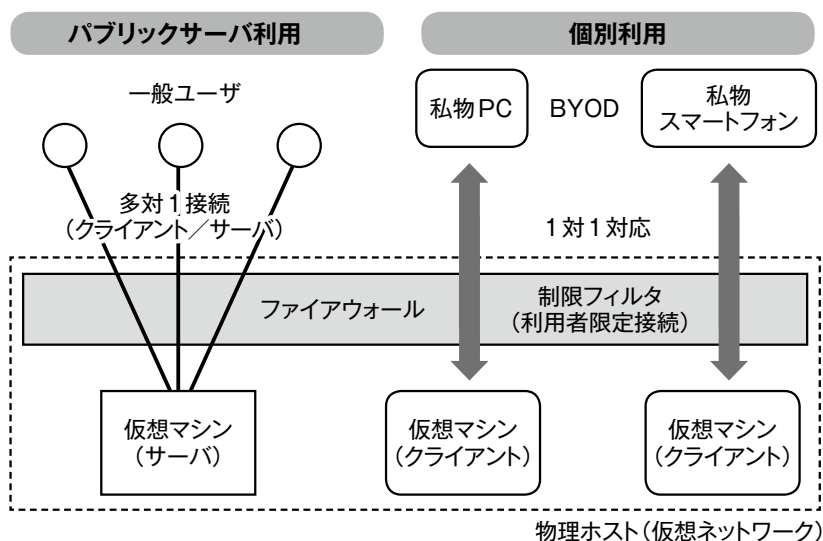 パブリックサーバ利用
個別利用
一般ユーザ
私物PC
BYOD
私物
スマートフォン
多対1接続
(クライアント／サーバ)
1対1対応
ファイアウォール
制限フィルタ
(利用者限定接続)
仮想マシン
(サーバ)
仮想マシン
(クライアント)
仮想マシン
(クライアント)
物理ホスト(仮想ネットワーク)